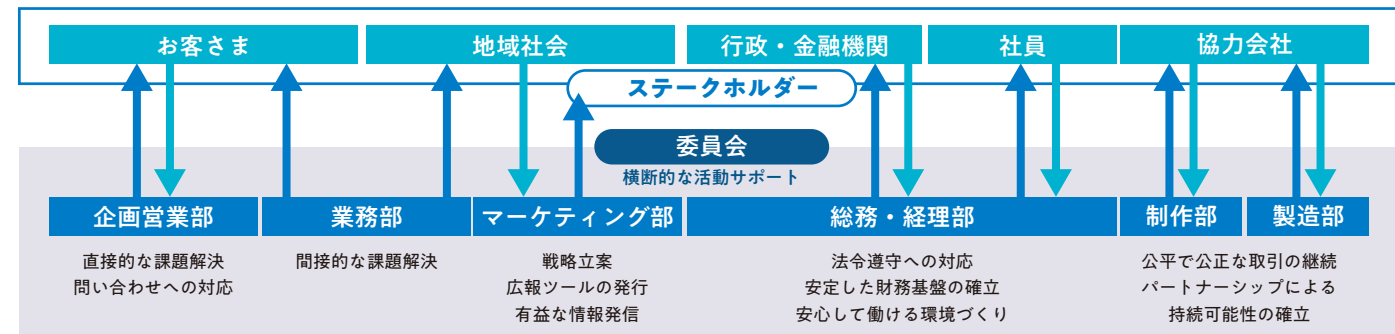 お客さま
地域社会
行政・金融機関
社員
協力会社
ステークホルダー
委員会
横断的な活動サポート
企画営業部
業務部
マーケティング部
総務・経理部
制作部
製造部
直接的な課題解決
問い合わせへの対応
間接的な課題解決
戦略立案
広報ツールの発行
有益な情報発信
法令遵守への対応
安定した財務基盤の確立
安心して働ける環境づくり
公平で公正な取引の継続
パートナーシップによる
持続可能性の確立